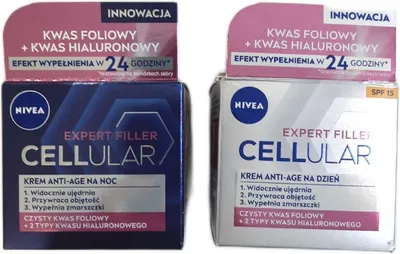 INNOWACJA
KWAS FOLIOWY
+ KWAS HIALURONOWY
EFEKT WYPEŁNIENIA W 24 GODZINY*
NIVEA
EXPERT FILLER
CELLULAR
KREM ANTI-AGE NA NOC
1. Widocznie ujędrnia
2. Przywraca objętość
3. Wypełnia zmarszczki
CZYSTY KWAS FOLIOWY
+ 2 TYPY KWASU HIALURONOWEGO
INNOWACJA
KWAS FOLIOWY
+ KWAS HIALURONOWY
EFEKT WYPEŁNIENIA W 24 GODZINY*
NIVEA
SPF 15
EXPERT FILLER
CELLULAR
KREM ANTI-AGE NA DZIEŃ
1. Widocznie ujędrnia
2. Przywraca objętość
3. Wypełnia zmarszczki
CZYSTY KWAS FOLIOWY
+ 2 TYPY KWASU HIALURONOWEGO